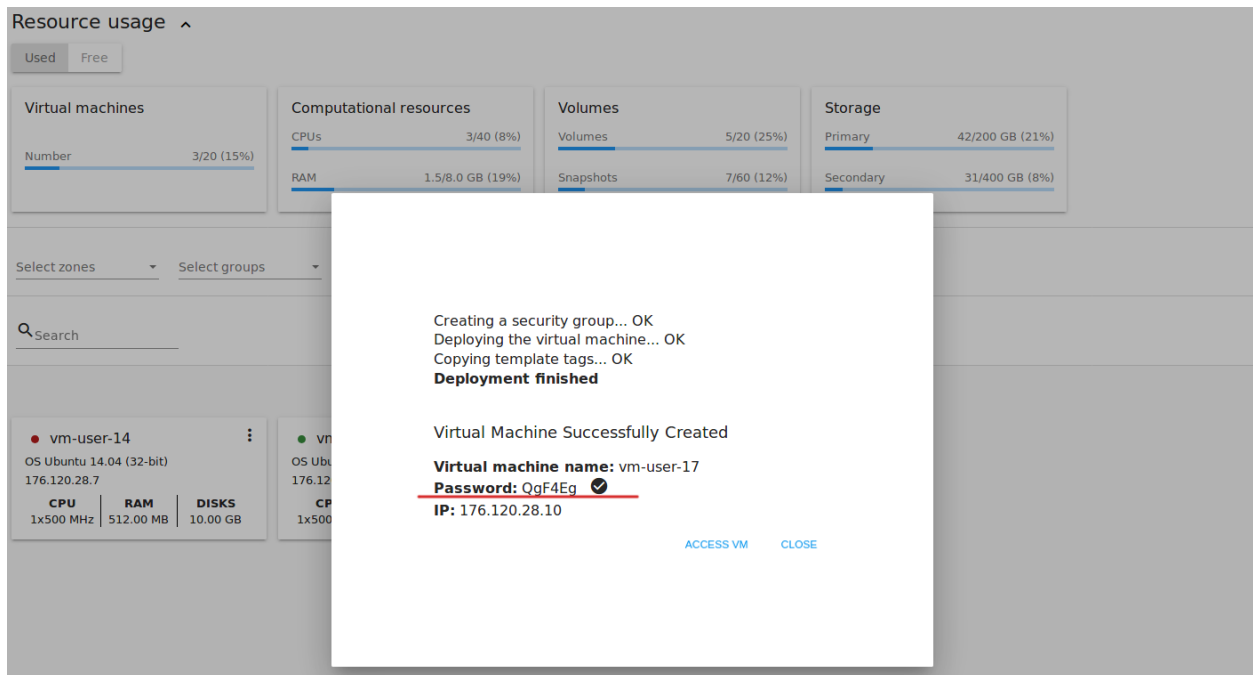 Resource usage
Used Free
Virtual machines
Number 3/20 (15%)
Computational resources
CPUs 3/40 (8%)
RAM 1.5/8.0 GB (19%)
Volumes
Volumes 5/20 (25%)
Snapshots 7/60 (12%)
Storage
Primary 42/200 GB (21%)
Secondary 31/400 GB (8%)
Select zones Select groups
Search
Creating a security group... OK
Deploying the virtual machine... OK
Copying template tags... OK
Deployment finished
Virtual Machine Successfully Created
Virtual machine name: vm-user-17
Password: QgF4Eg
IP: 176.120.28.10
ACCESS VM CLOSE
vm-user-14
OS Ubuntu 14.04 (32-bit)
176.120.28.7
CPU RAM DISKS
1x500 MHz 512.00 MB 10.00 GB
OS
176.12
1x500